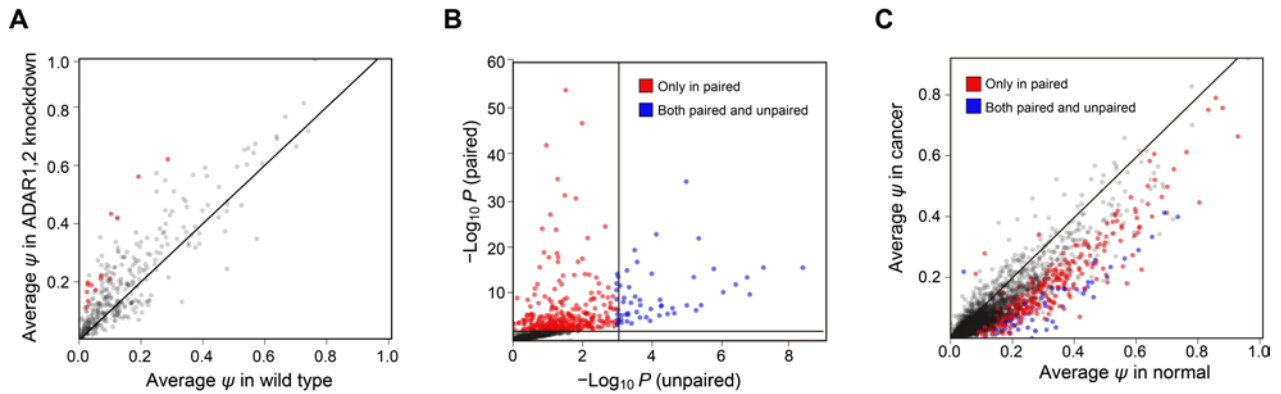 A
Average ψ in ADAR1,2 knockdown
1.0
0.8
0.6
0.4
0.2
0
0.2
0.4
0.6
0.8
1.0
Average ψ in wild type
B
−Log10 P (paired)
60
50
40
30
20
10
0
2
4
6
8
−Log10 P (unpaired)
Only in paired
Both paired and unpaired
C
Average ψ in cancer
0.8
0.6
0.4
0.2
0.0
0.2
0.4
0.6
0.8
1.0
Average ψ in normal
Only in paired
Both paired and unpaired